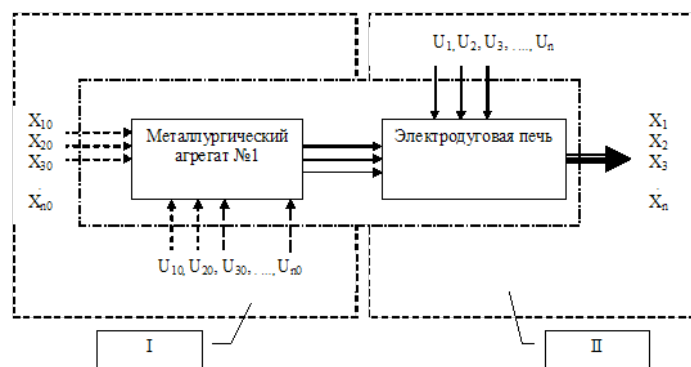 U1, U2, U3, ...., Un
X10
X20
X30
.
Xn0
Металлургический
агрегат №1
Электродуговая печь
X1
X2
X3
.
Xn
U10, U20, U30, ...., Un0
I
II